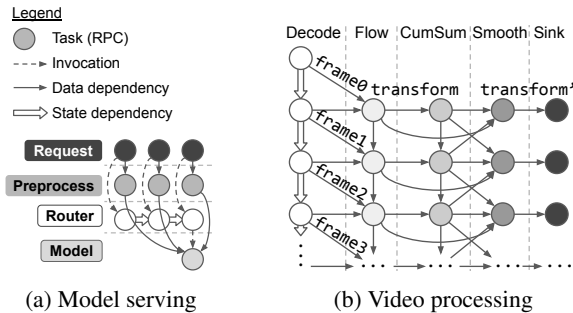 Legend
Task (RPC)
Invocation
Data dependency
State dependency
Request
Preprocess
Router
Model
(a) Model serving
Decode Flow CumSum Smooth Sink
frame0
transform transform'
frame1
frame2
frame3
(b) Video processing